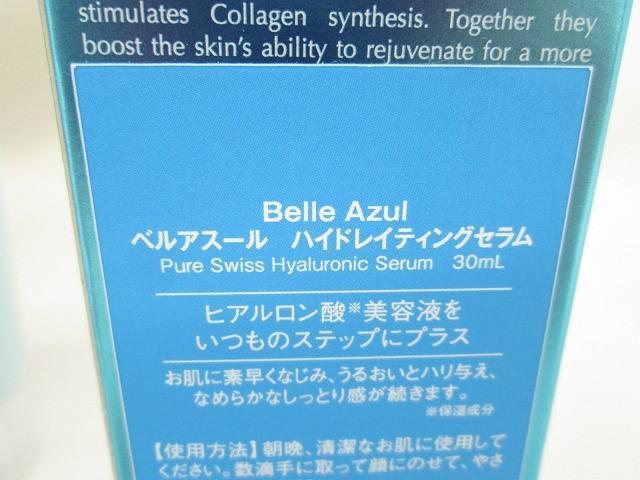 stimulates Collagen synthesis. Together they
boost the skin's ability to rejuvenate for a more
Belle Azul
ベルアスール ハイドレイティングセラム
Pure Swiss Hyaluronic Serum 30mL
ヒアルロン酸※美容液を
いつものステップにプラス
お肌に素早くなじみ、うるおいとハリ与え、
なめらかなしっとり感が続きます。
※保湿成分
【使用方法】朝晩、清潔なお肌に使用して
ください。数滴手に取って顔にのせて、やさ